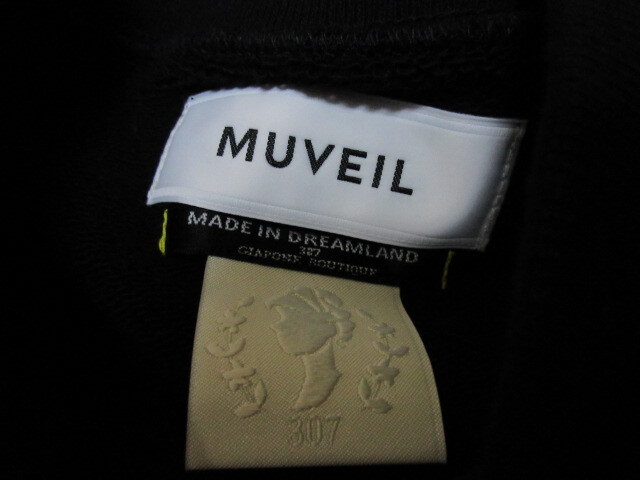 MUVEIL
MADE IN DREAMLAND
307
GIAPONE BOUTIQUE
307